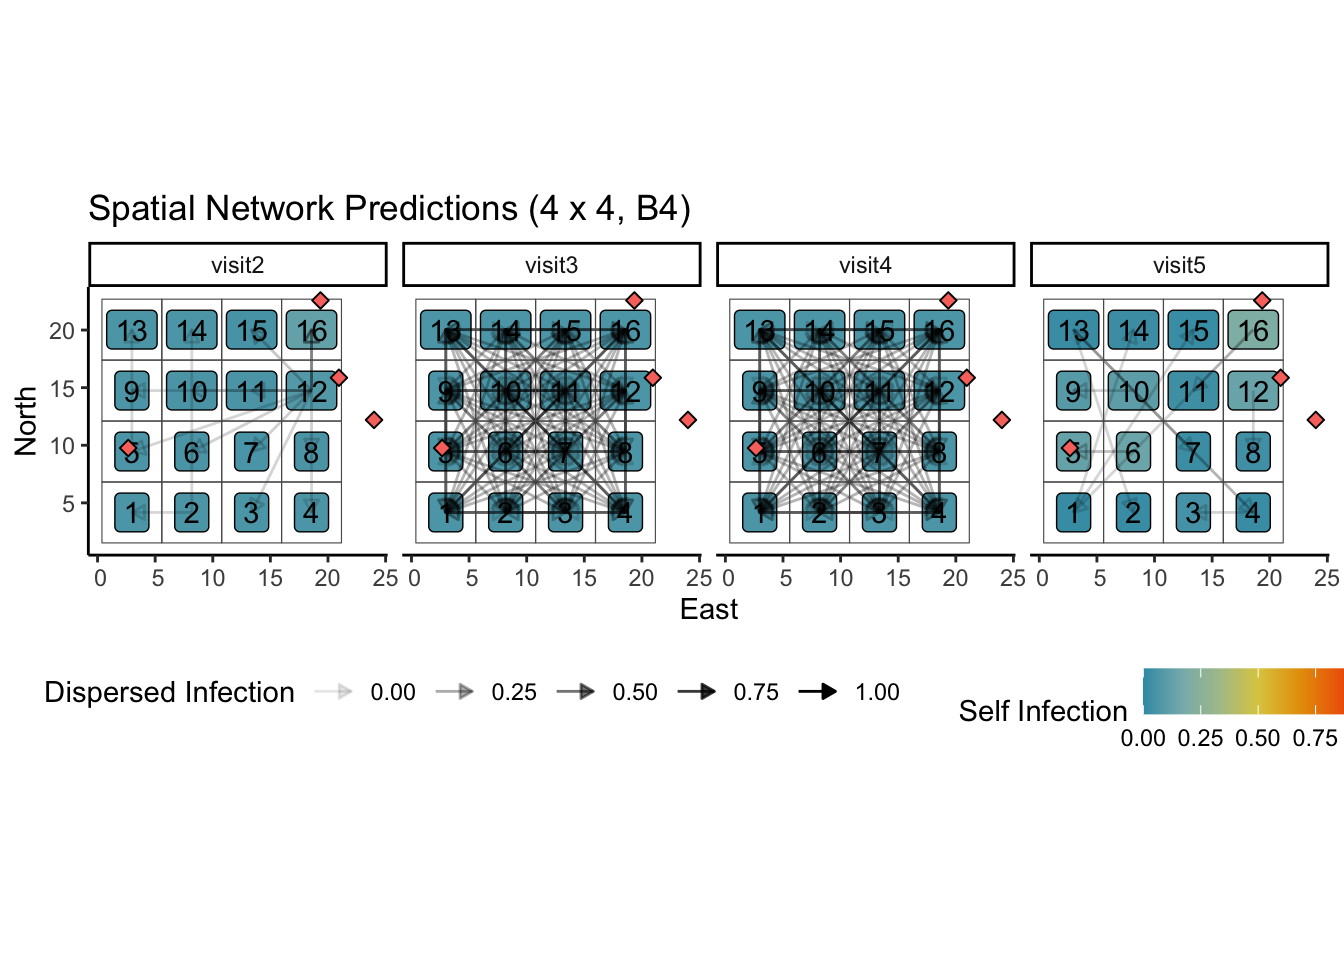 Spatial Network Predictions (4 x 4, B4)
visit2 visit3 visit4 visit5
North
20
15
10
5
13 14 15 16 13 14 15 16 13 14 15 16 13 14 15 16
9 10 11 12 9 10 11 12 9 10 11 12 9 10 11 12
5 6 7 8 5 6 7 8 5 6 7 8 5 6 7 8
1 2 3 4 1 2 3 4 1 2 3 4 1 2 3 4
0 5 10 15 20 25 0 5 10 15 20 25 0 5 10 15 20 25 0 5 10 15 20 25
East
Dispersed Infection 0.00 0.25 0.50 0.75 1.00
Self Infection
0.00 0.25 0.50 0.75